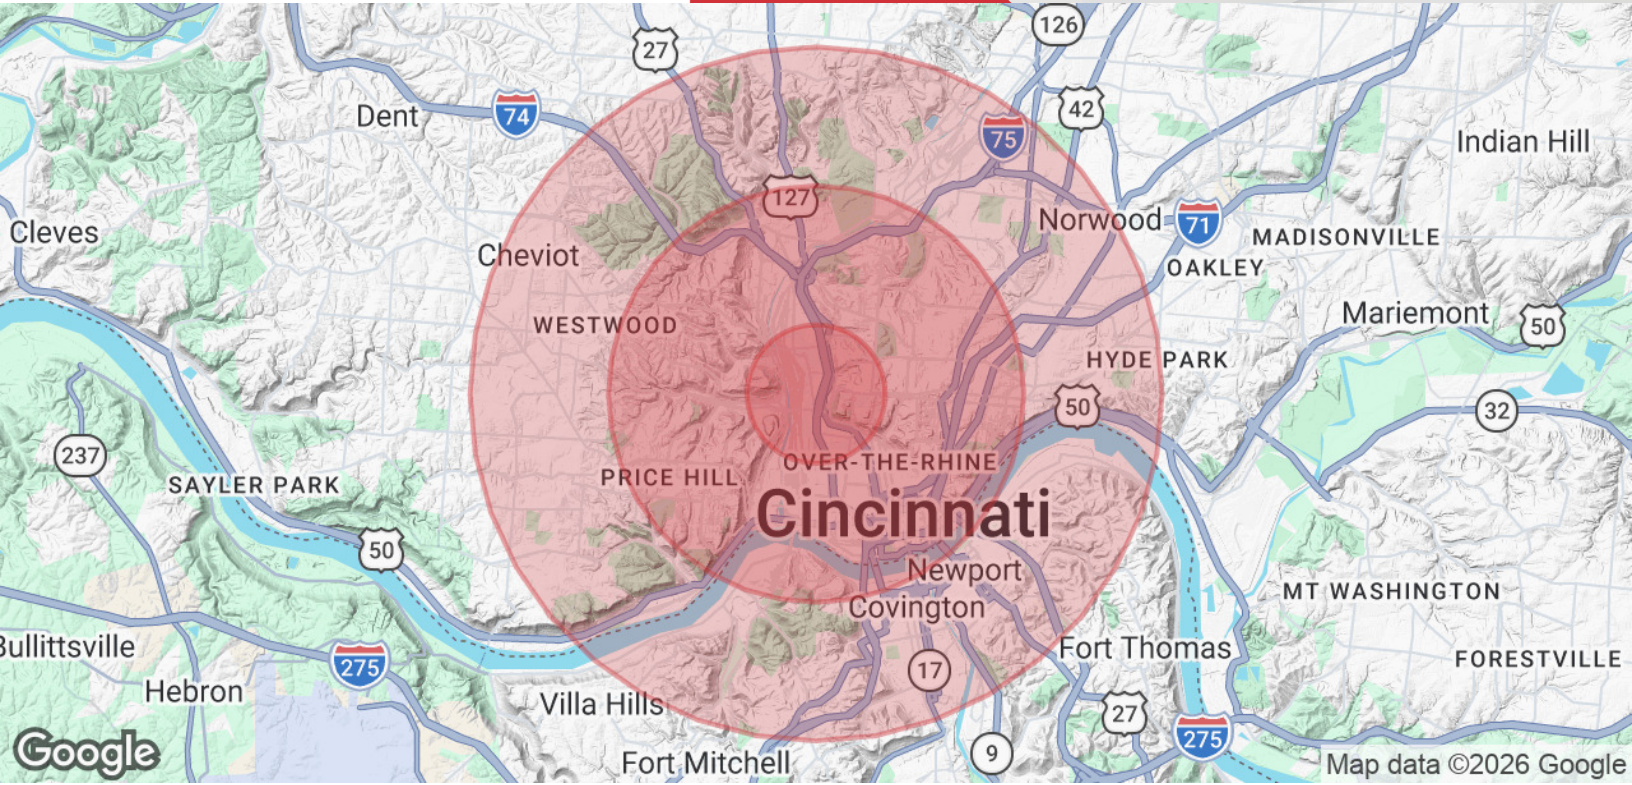 126
27
42
Dent
74
75
Indian Hill
127
Norwood
71
Cleves
MADISONVILLE
Cheviot
OAKLEY
Mariemont
50
WESTWOOD
HYDE PARK
50
32
237
OVER-THE-RHINE
PRICE HILL
SAYLER PARK
Cincinnati
50
Newport
MT WASHINGTON
Covington
Bullittsville
Fort Thomas
275
FORESTVILLE
17
Hebron
Villa Hills
27
275
Google
9
Fort Mitchell
Map data ©2026 Google